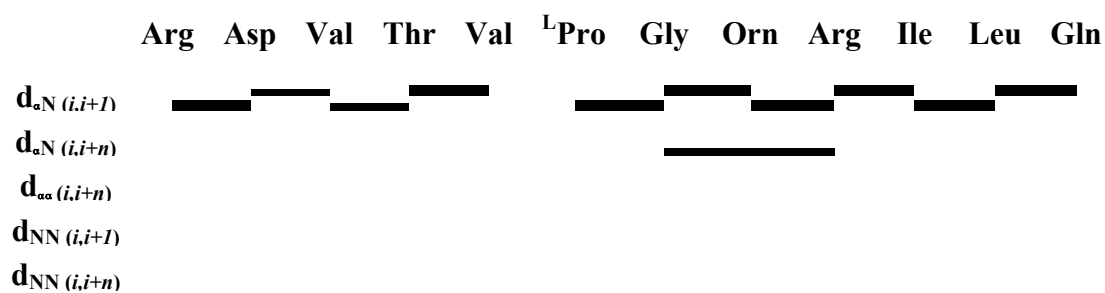 Arg Asp Val Thr Val ᴸPro Gly Orn Arg Ile Leu Gln
dαN (i,i+1)
dαN (i,i+n)
dαα (i,i+n)
dNN (i,i+1)
dNN (i,i+n)